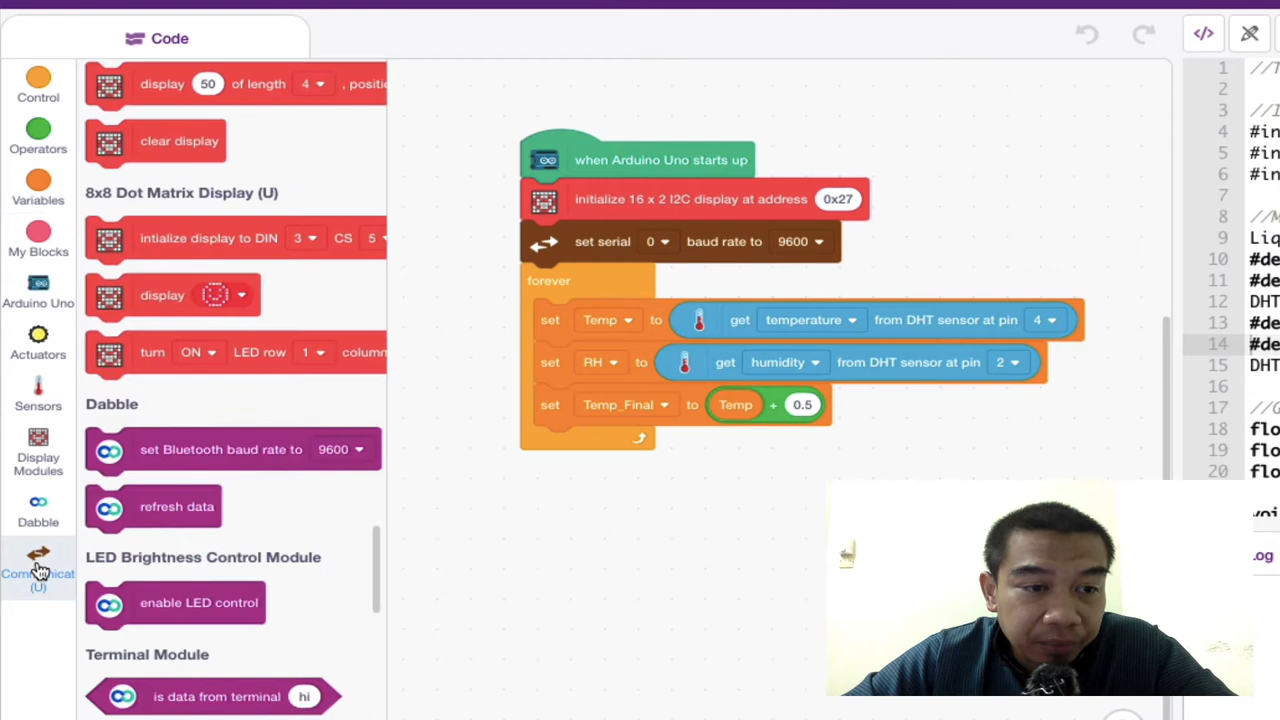 Code
Control
Operators
Variables
My Blocks
Arduino Uno
Actuators
Sensors
Display
Modules
Dabble
(U)
display 50 of length 4 , positic
clear display
8x8 Dot Matrix Display (U)
intialize display to DIN 3 CS 5
display
turn ON LED row 1 column
Dabble
set Bluetooth baud rate to 9600
refresh data
LED Brightness Control Module
enable LED control
Terminal Module
is data from terminal hi
when Arduino Uno starts up
initialize 16 x 2 I2C display at address 0x27
set serial 0 baud rate to 9600
forever
set Temp to get temperature from DHT sensor at pin 4
set RH to get humidity from DHT sensor at pin 2
set Temp_Final to Temp + 0.5
</>
1 //T
2
3 //I
4 #in
5 #in
6 #in
7
8 //M
9 Liq
10 #de
11 #de
12 DHT
13 #de
14 #de
15 DHT
16
17 //G
18 flo
19 flo
20 flo